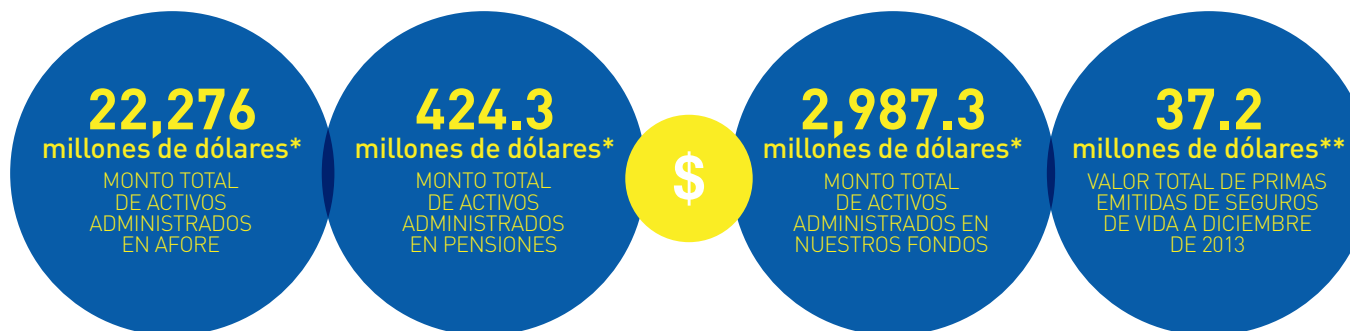 22,276
millones de dólares*
MONTO TOTAL
DE ACTIVOS
ADMINISTRADOS
EN AFORE
424.3
millones de dólares*
MONTO TOTAL
DE ACTIVOS
ADMINISTRADOS
EN PENSIONES
$
2,987.3
millones de dólares*
MONTO TOTAL
DE ACTIVOS
ADMINISTRADOS EN
NUESTROS FONDOS
37.2
millones de dólares**
VALOR TOTAL DE PRIMAS
EMITIDAS DE SEGUROS
DE VIDA A DICIEMBRE
DE 2013